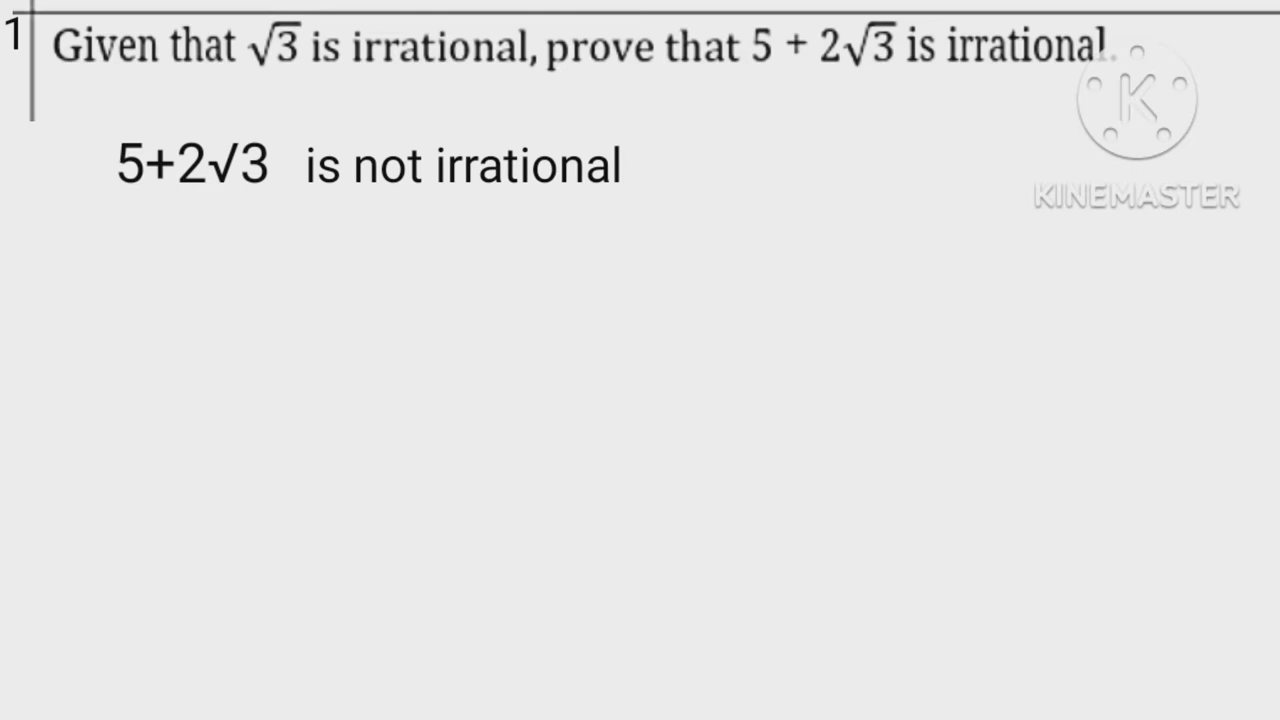 1
Given that √3 is irrational, prove that 5 + 2√3 is irrational.
5+2√3 is not irrational
KINEMASTER